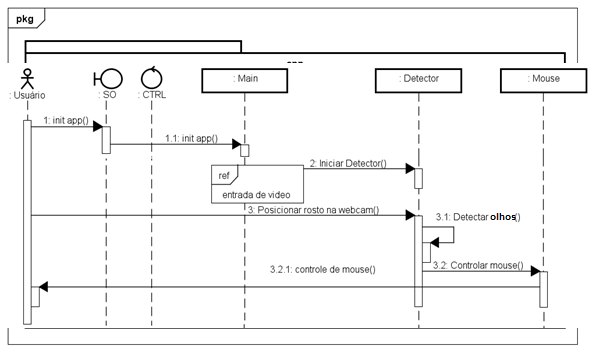 pkg
: Usuário
: SO
: CTRL
: Main
: Detector
: Mouse
1: init app()
1.1: init app()
ref
entrada de video
2: Iniciar Detector()
3: Posicionar rosto na webcam()
3.1: Detectar olhos()
3.2: Controlar mouse()
3.2.1: controle de mouse()